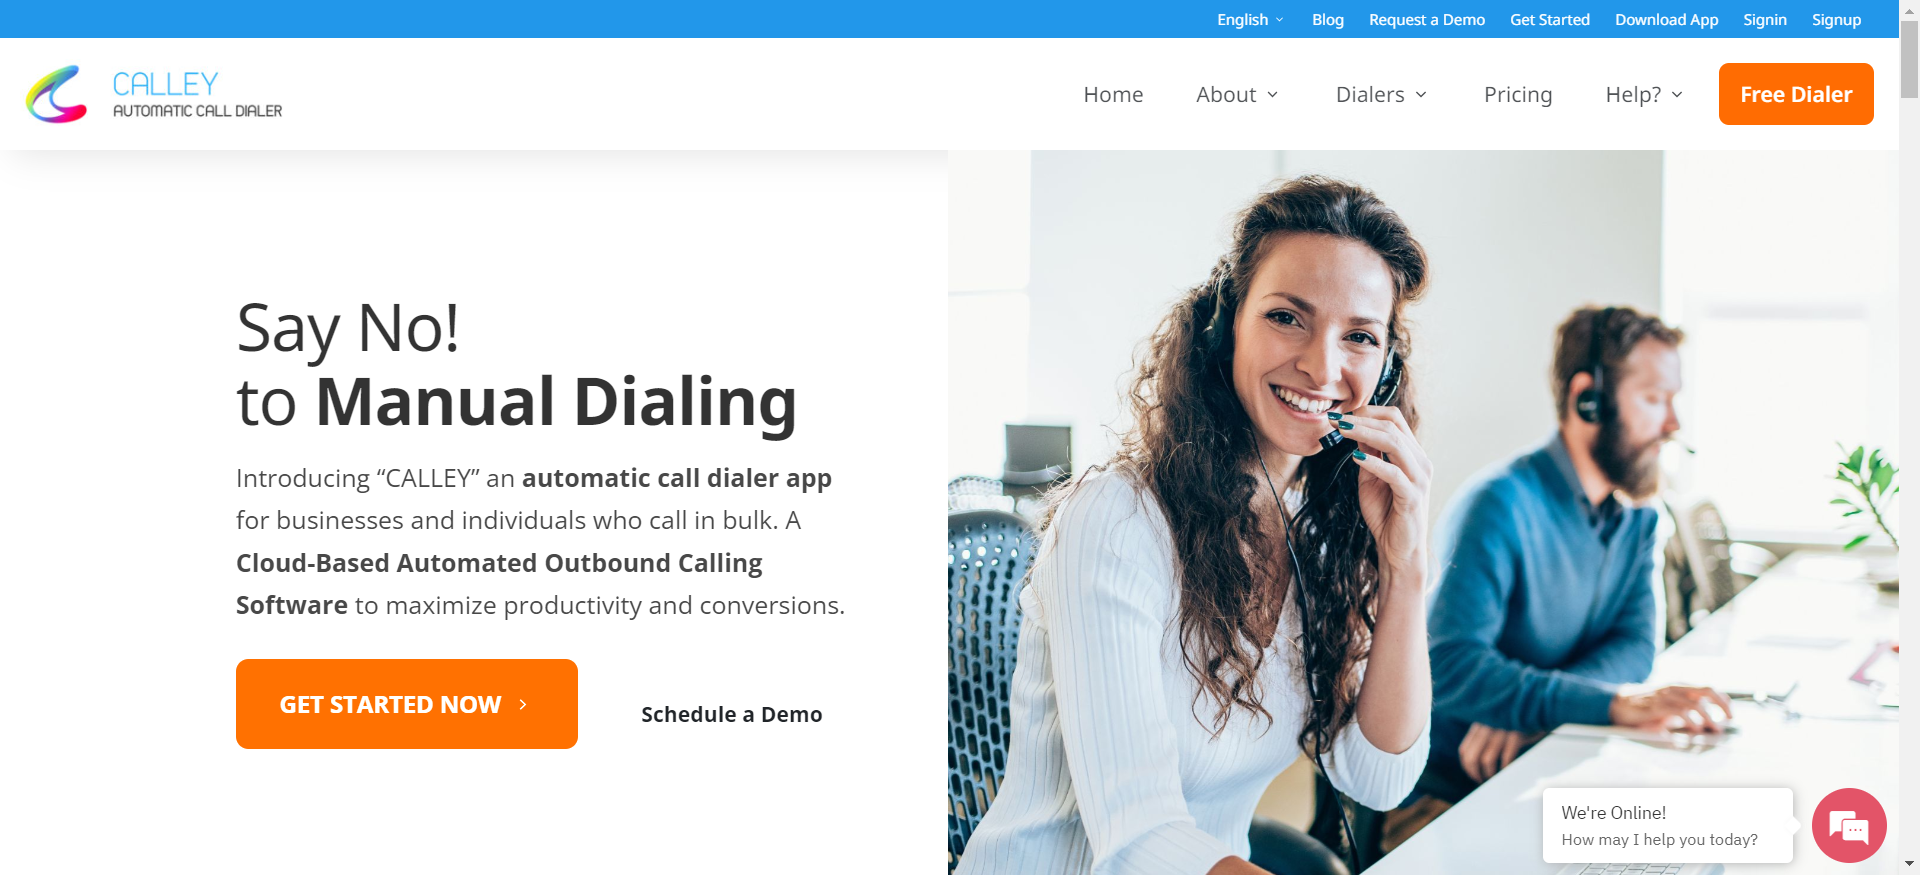 English Blog Request a Demo Get Started Download App Signin Signup
CALLEY
AUTOMATIC CALL DIALER
Home About Dialers Pricing Help? Free Dialer
Say No!
to Manual Dialing
Introducing “CALLEY” an automatic call dialer app
for businesses and individuals who call in bulk. A
Cloud-Based Automated Outbound Calling
Software to maximize productivity and conversions.
GET STARTED NOW
Schedule a Demo
We're Online!
How may I help you today?